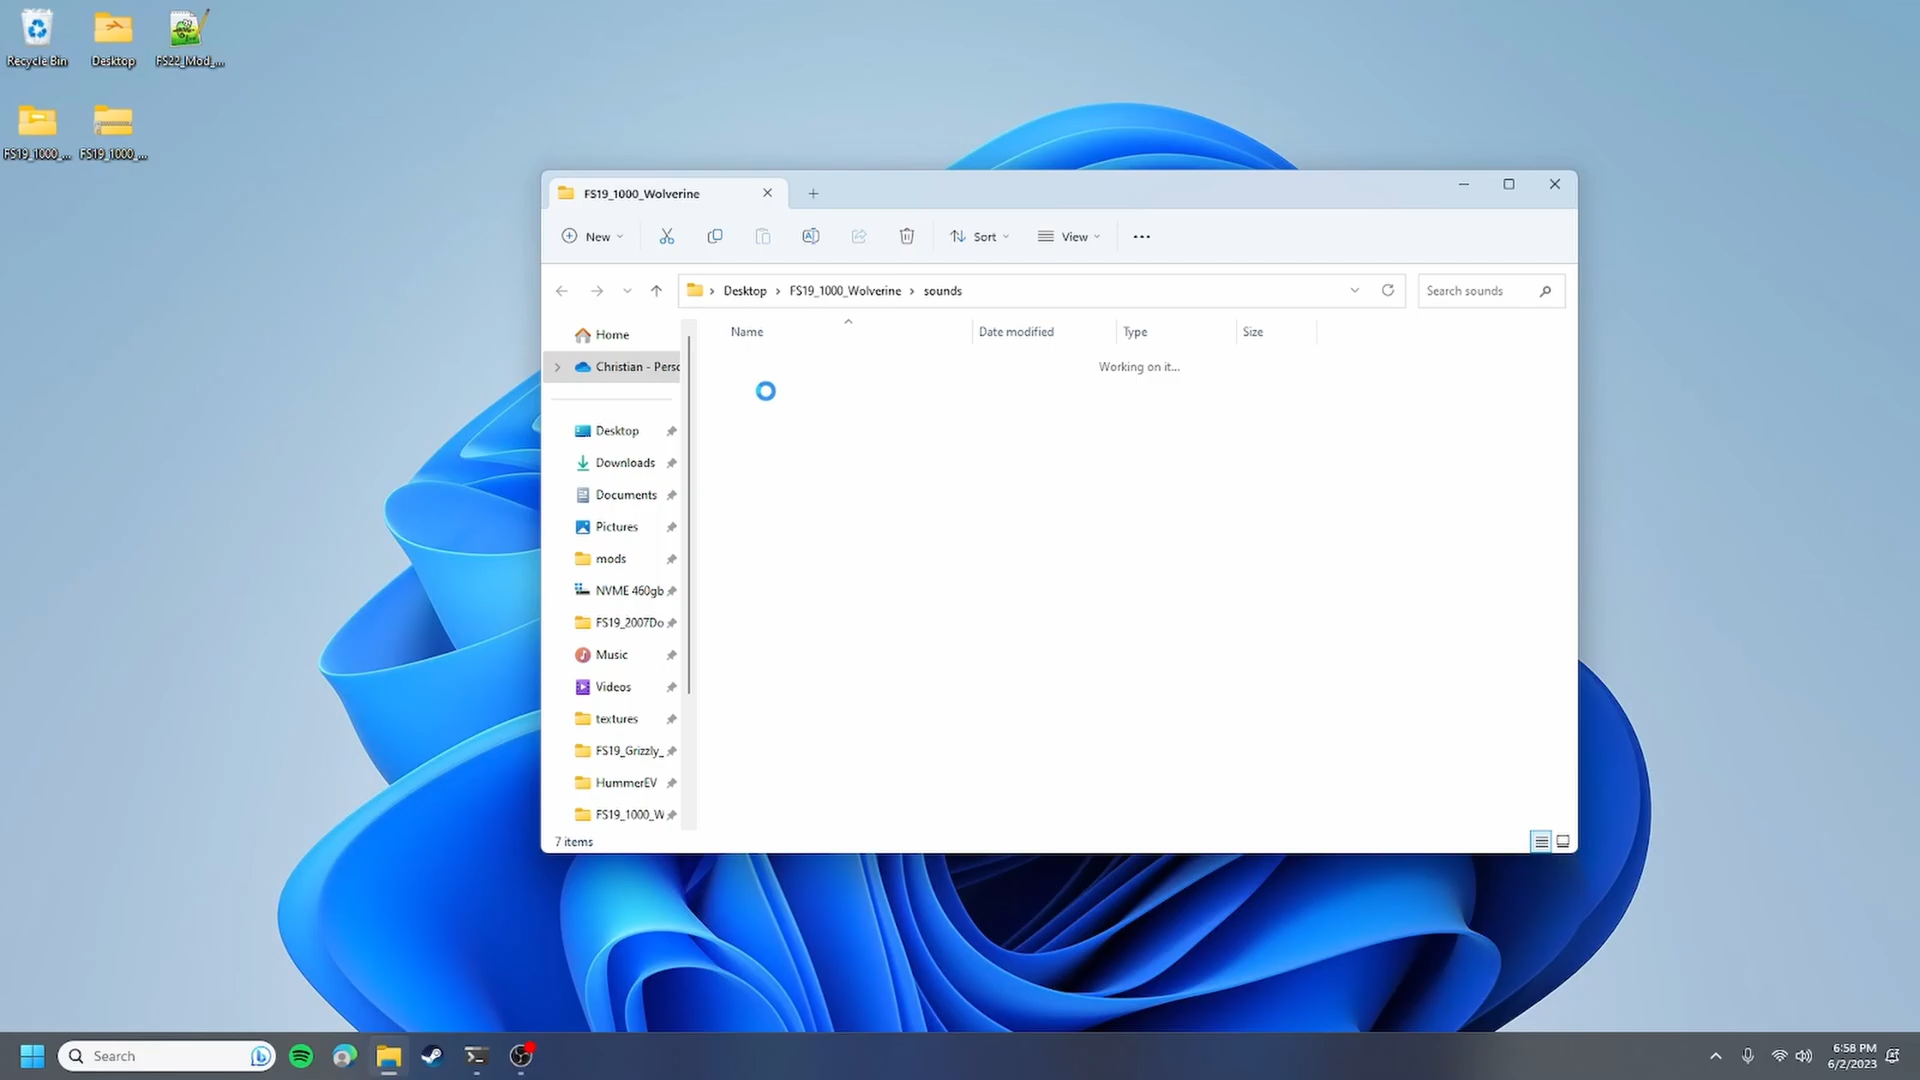 Recycle Bin
Desktop
FS22_Mod_...
FS19_1000_...
FS19_1000_...
FS19_1000_Wolverine
New
Sort
View
Desktop
FS19_1000_Wolverine
sounds
Search sounds
Name
Date modified
Type
Size
Working on it...
Home
Christian - Perso
Desktop
Downloads
Documents
Pictures
mods
NVME 460gb
FS19_2007Do
Music
Videos
textures
FS19_Grizzly_
HummerEV
FS19_1000_W
7 items
Search
6:58 PM
6/2/2023